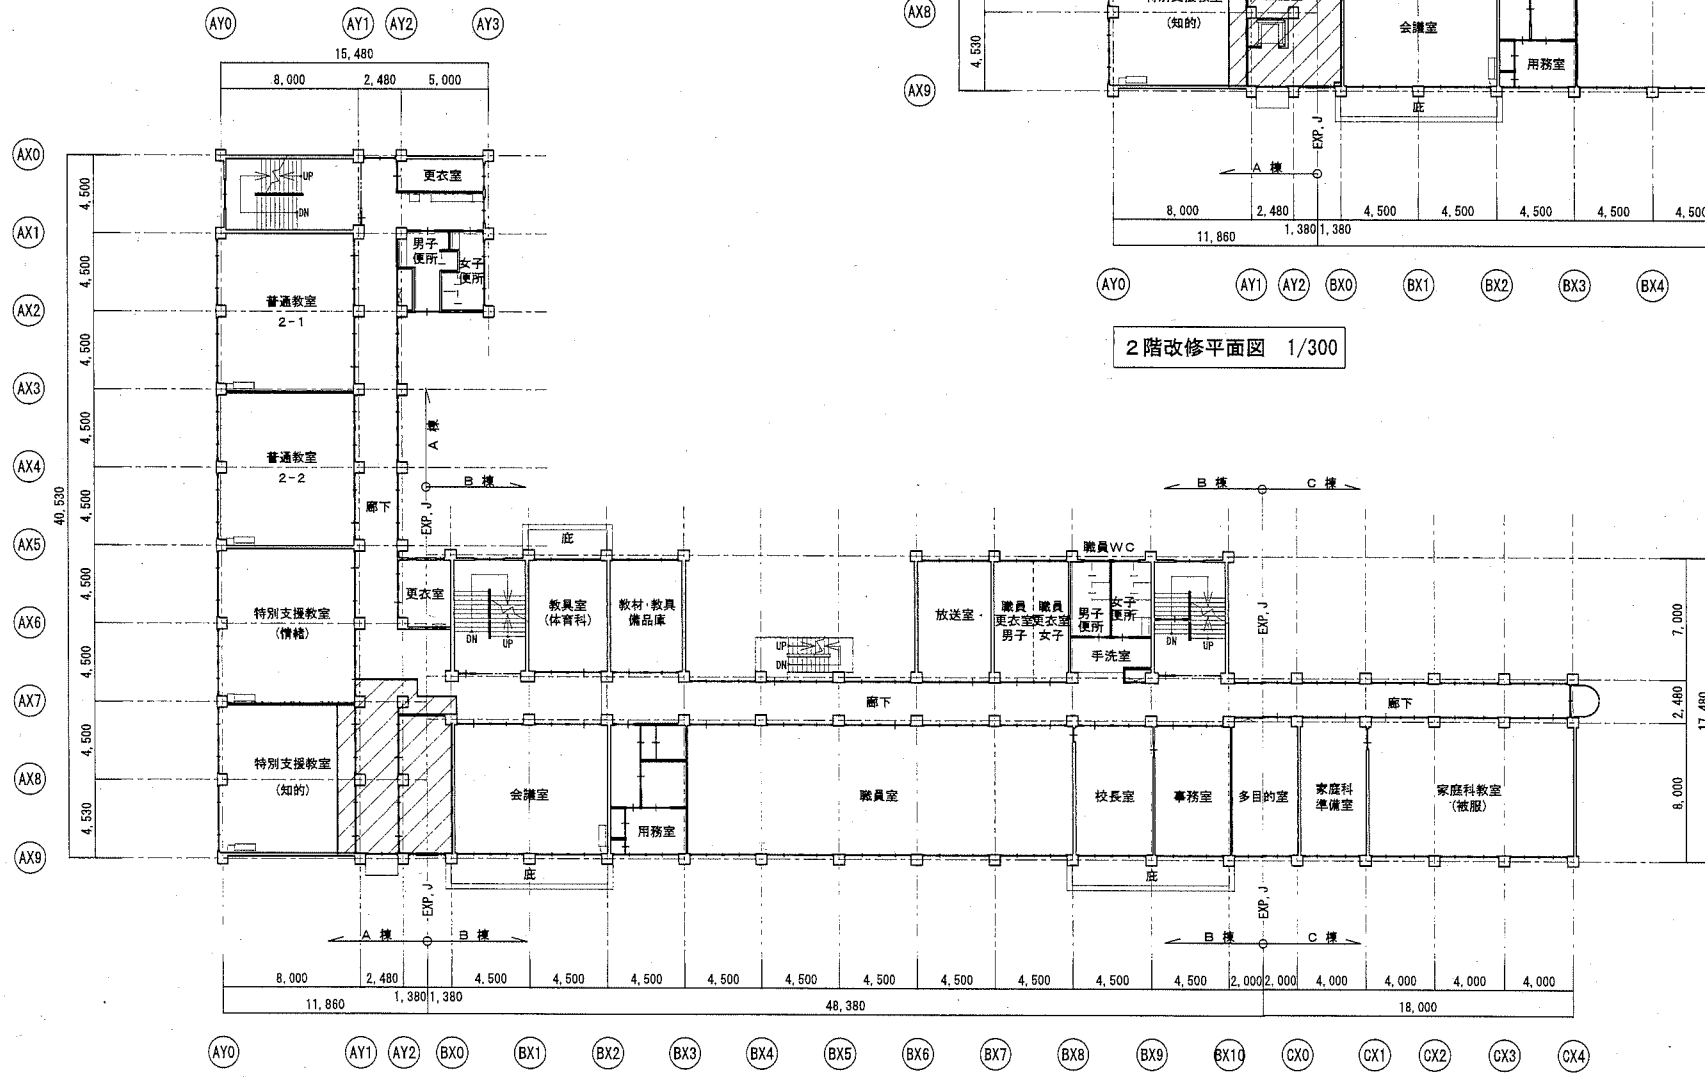 AY0 AY1 AY2 AY3
15,480
8,000 2,480 5,000
AX8
AX9
4,530
(知的)
会議室
用務室
庇
EXP.J
A 棟
8,000 2,480 4,500 4,500 4,500 4,500
11,860 1,380 1,380
AY0 AY1 AY2 BX0 BX1 BX2 BX3 BX4
2階改修平面図 1/300
AX0
AX1
AX2
AX3
AX4
AX5
AX6
AX7
AX8
AX9
4,500
4,500
4,500
4,500
4,500
4,500
4,500
4,500
4,530
40,530
UP
DN
更衣室
男子
便所
女子
便所
普通教室
2-1
普通教室
2-2
廊下
A 棟
B 棟
EXP.J
特別支援教室
(情緒)
特別支援教室
(知的)
更衣室
DN
UP
庇
教具室
(体育科)
教材・教具
備品庫
UP
DN
放送室
職員
更衣室
男子
職員
更衣室
女子
職員WC
男子
便所
女子
便所
手洗室
DN
UP
B 棟 C 棟
EXP.J
廊下
廊下
会議室
用務室
職員室
校長室
事務室
多目的室
家庭科
準備室
家庭科教室
(被服)
7,000
2,480
8,000
17,480
庇
庇
EXP.J
EXP.J
A 棟 B 棟
B 棟 C 棟
8,000 2,480 4,500 4,500 4,500 4,500 4,500 4,500 4,500 4,500 4,500 4,500 2,000 2,000 4,000 4,000 4,000 4,000
11,860 1,380 1,380 48,380 18,000
AY0 AY1 AY2 BX0 BX1 BX2 BX3 BX4 BX5 BX6 BX7 BX8 BX9 BX10 CX0 CX1 CX2 CX3 CX4